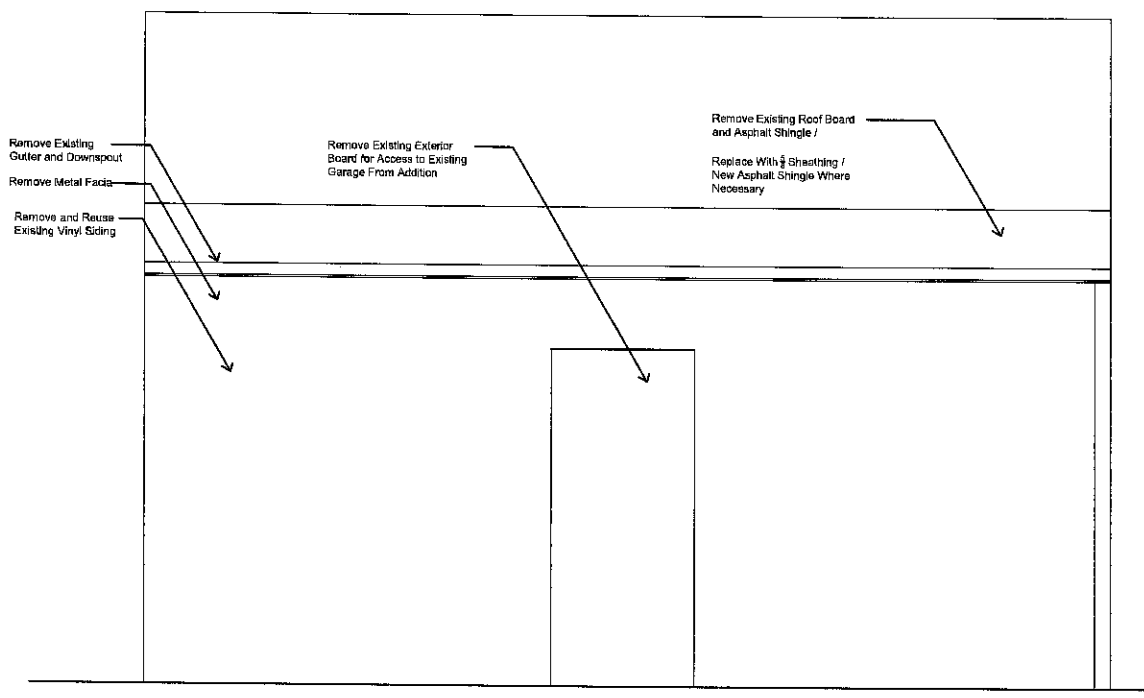 Remove Existing
Gutter and Downspout
Remove Metal Facia
Remove and Reuse
Existing Vinyl Siding
Remove Existing Exterior
Board for Access to Existing
Garage From Addition
Remove Existing Roof Board
and Asphalt Shingle /
Replace With Sheathing /
New Asphalt Shingle Where
Necessary